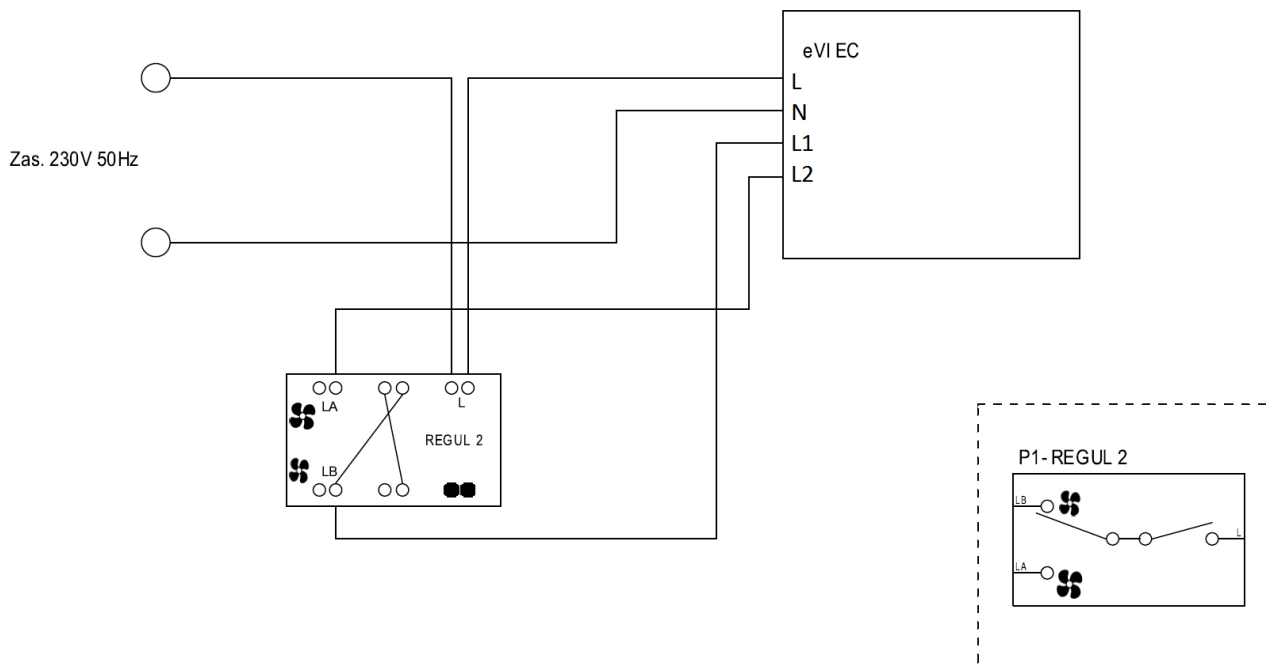 eVI EC
L
N
L1
L2
Zas. 230V 50Hz
LA
L
REGUL 2
LB
P1- REGUL 2
LB
L
LA